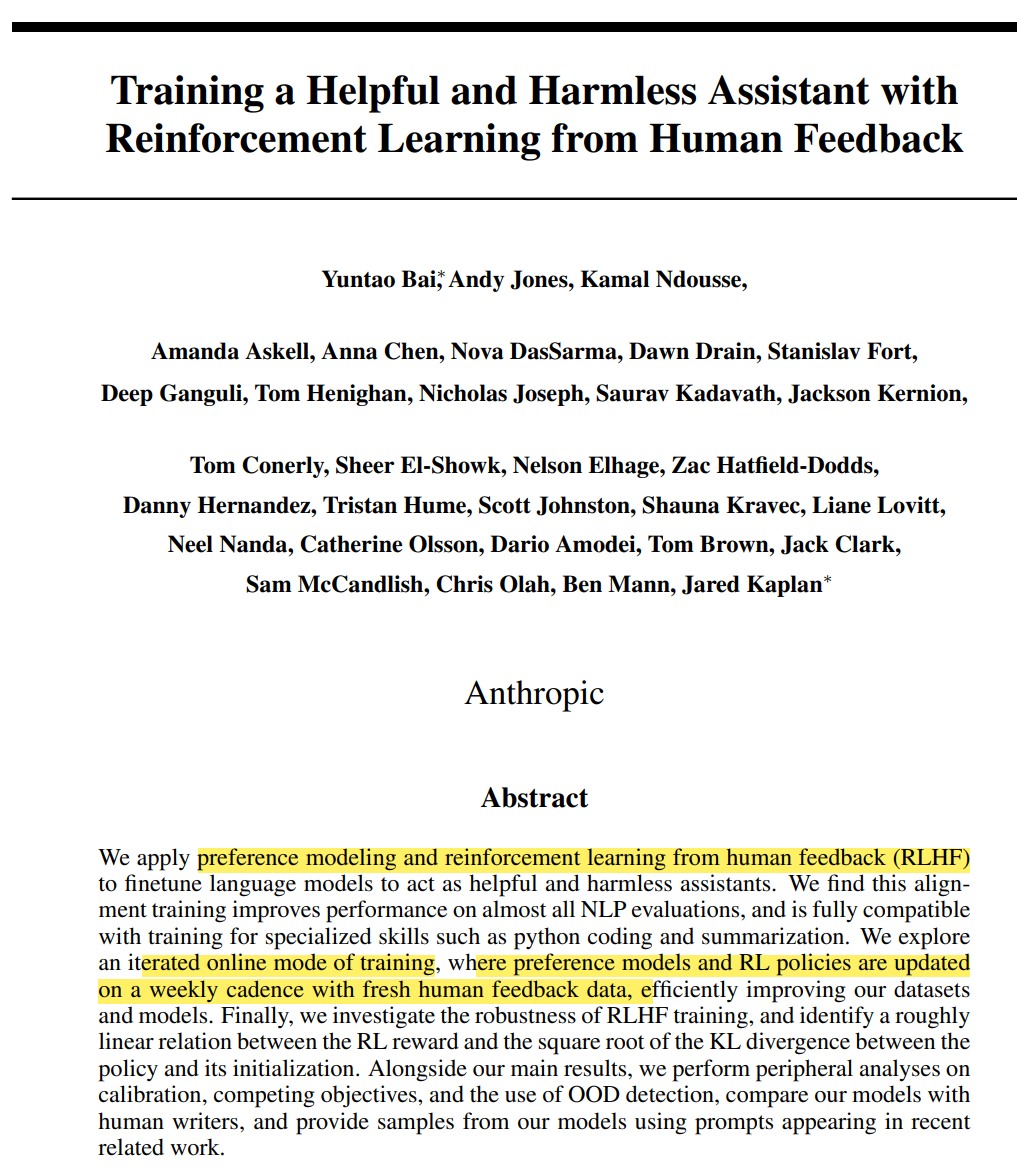 Training a Helpful and Harmless Assistant with
Reinforcement Learning from Human Feedback
Yuntao Bai,* Andy Jones, Kamal Ndousse,
Amanda Askell, Anna Chen, Nova DasSarma, Dawn Drain, Stanislav Fort,
Deep Ganguli, Tom Henighan, Nicholas Joseph, Saurav Kadavath, Jackson Kernion,
Tom Conerly, Sheer El-Showk, Nelson Elhage, Zac Hatfield-Dodds,
Danny Hernandez, Tristan Hume, Scott Johnston, Shauna Kravec, Liane Lovitt,
Neel Nanda, Catherine Olsson, Dario Amodei, Tom Brown, Jack Clark,
Sam McCandlish, Chris Olah, Ben Mann, Jared Kaplan*
Anthropic
Abstract
We apply preference modeling and reinforcement learning from human feedback (RLHF)
to finetune language models to act as helpful and harmless assistants. We find this align-
ment training improves performance on almost all NLP evaluations, and is fully compatible
with training for specialized skills such as python coding and summarization. We explore
an iterated online mode of training, where preference models and RL policies are updated
on a weekly cadence with fresh human feedback data, efficiently improving our datasets
and models. Finally, we investigate the robustness of RLHF training, and identify a roughly
linear relation between the RL reward and the square root of the KL divergence between the
policy and its initialization. Alongside our main results, we perform peripheral analyses on
calibration, competing objectives, and the use of OOD detection, compare our models with
human writers, and provide samples from our models using prompts appearing in recent
related work.